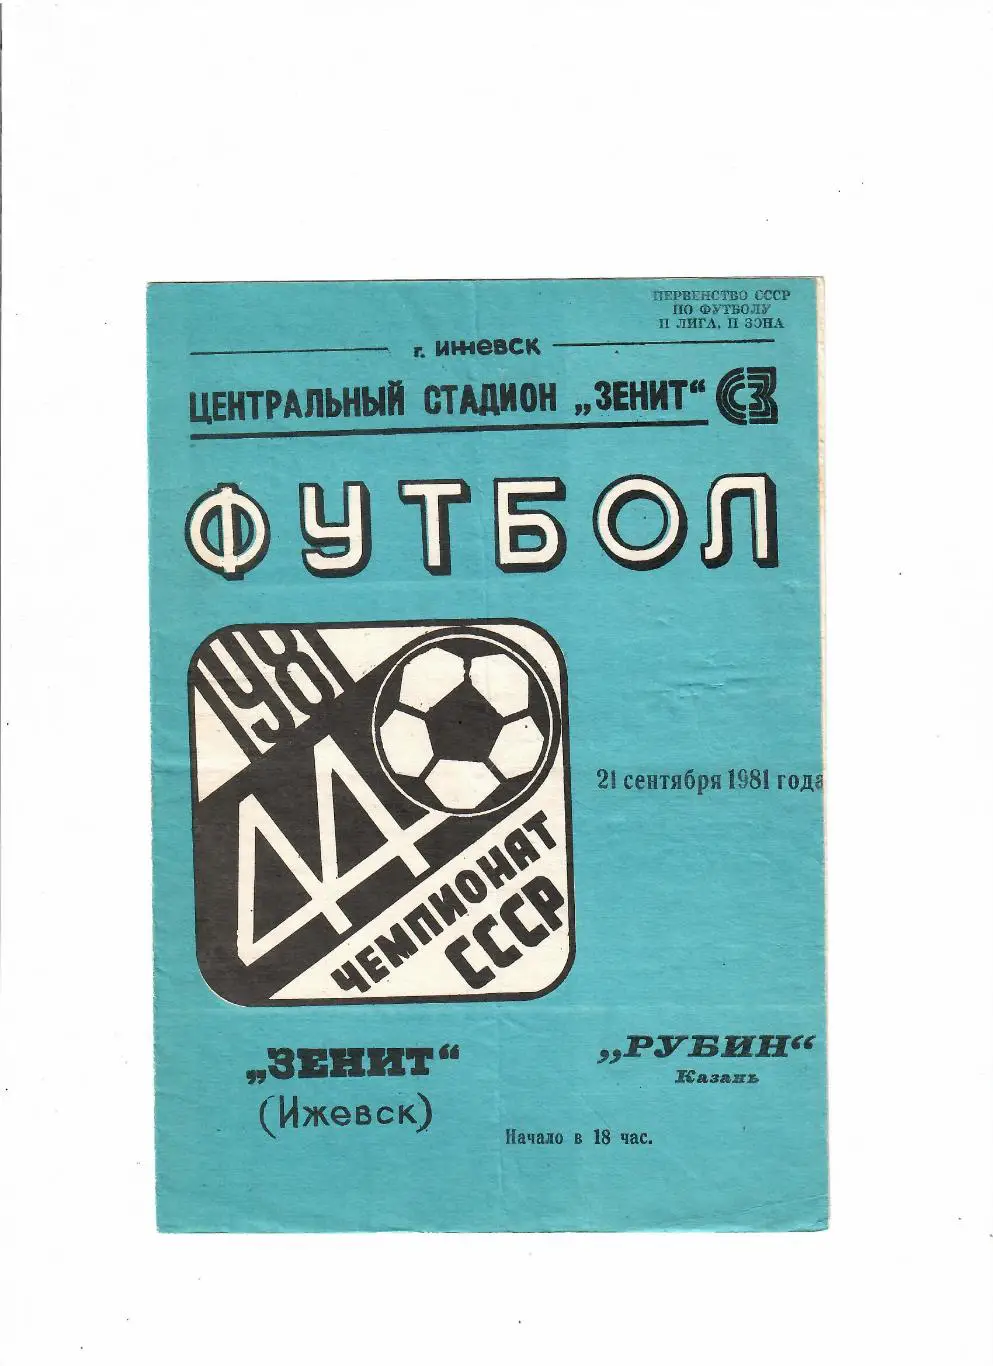 ПЕРВЕНСТВО СССР
ПО ФУТБОЛУ
II ЛИГА, II ЗОНА
г. ижевск
ЦЕНТРАЛЬНЫЙ СТАДИОН „ЗЕНИТ“ СЗ
ФУТБОЛ
1981
44
ЧЕМПИОНАТ
СССР
21 сентября 1981 года
„ЗЕНИТ“
(Ижевск)
„РУБИН“
Казань
Начало в 18 час.